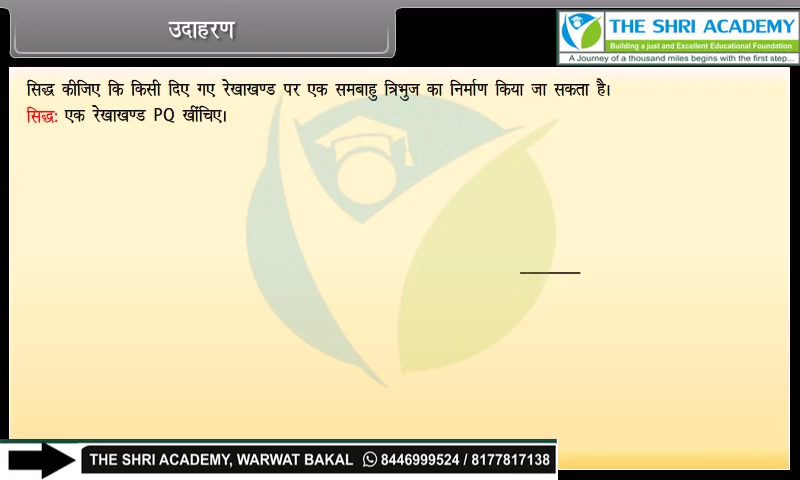 उदाहरण
THE SHRI ACADEMY
Building a just and Excellent Educational Foundation
A Journey of a thousand miles begins with the first step...
सिद्ध कीजिए कि किसी दिए गए रेखाखण्ड पर एक समबाहु त्रिभुज का निर्माण किया जा सकता है।
सिद्ध: एक रेखाखण्ड PQ खींचिए।
THE SHRI ACADEMY, WARWAT BAKAL 8446999524 / 8177817138